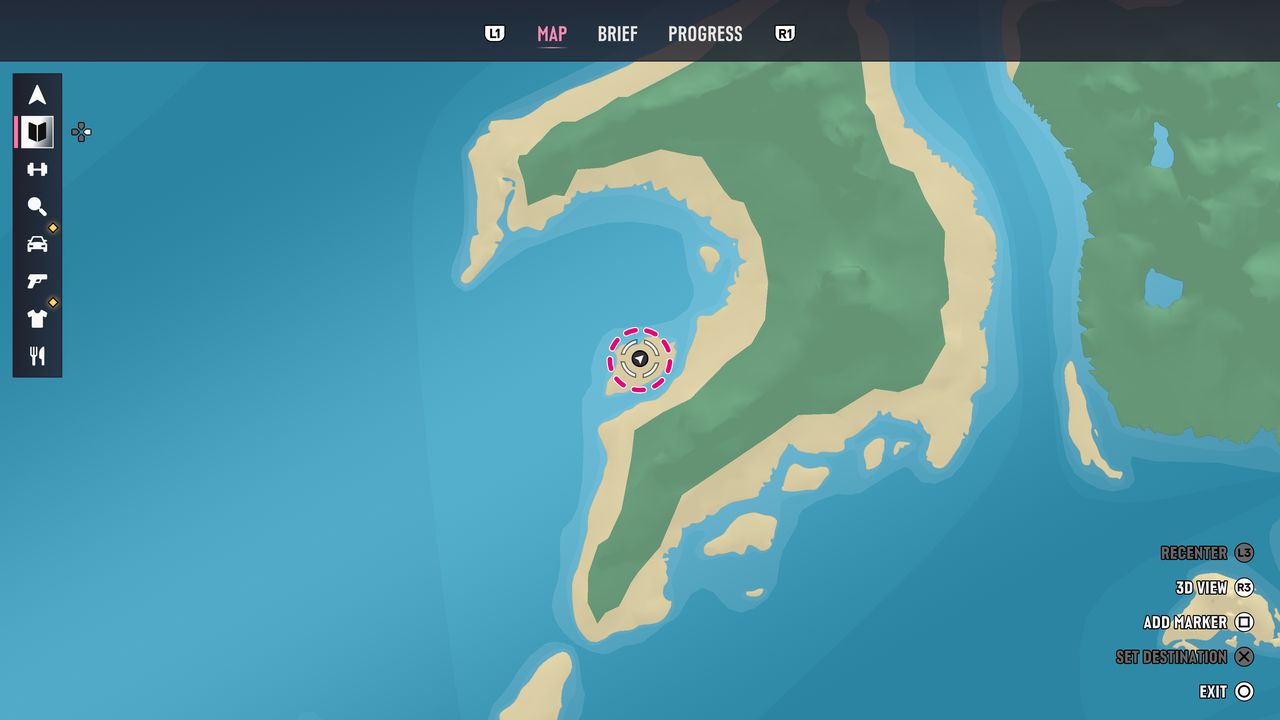 L1 MAP BRIEF PROGRESS R1
RECENTER L3
3D VIEW R3
ADD MARKER
SET DESTINATION
EXIT